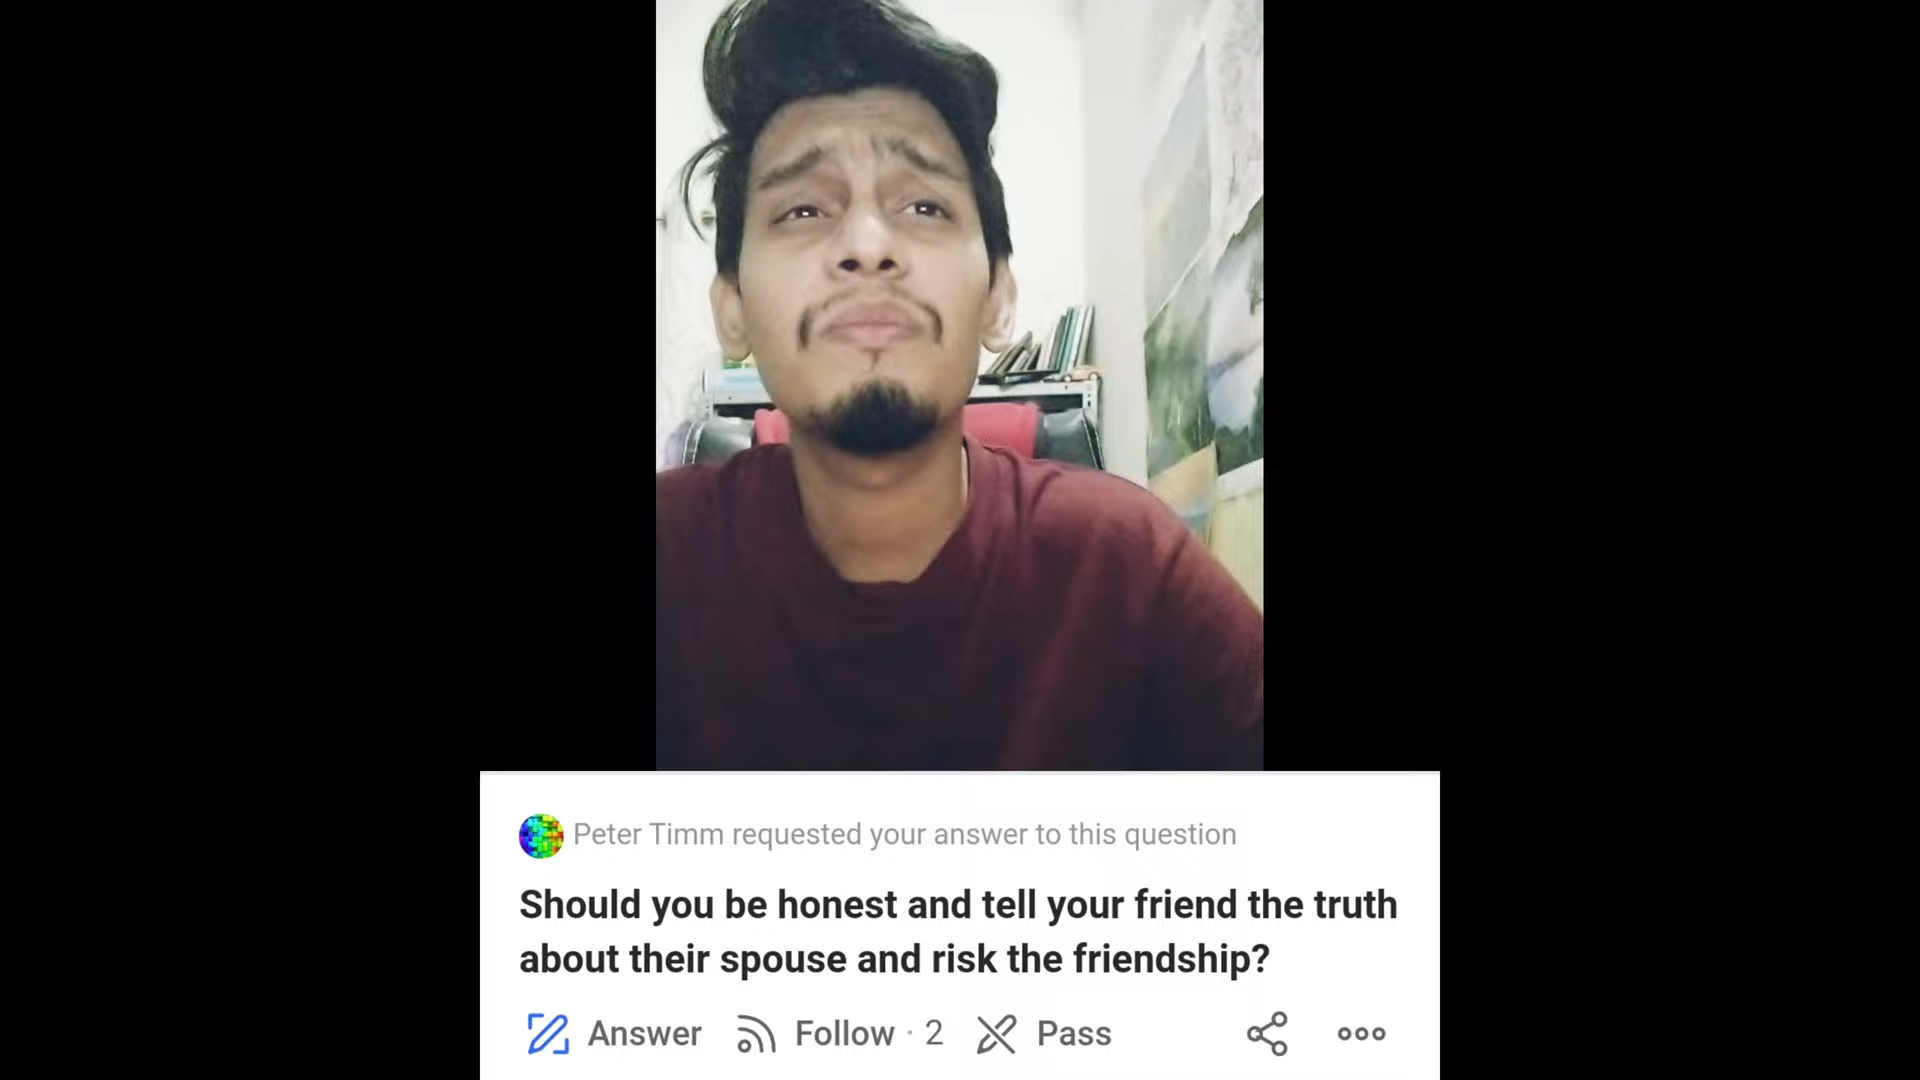 Peter Timm requested your answer to this question
Should you be honest and tell your friend the truth
about their spouse and risk the friendship?
Answer Follow · 2 Pass